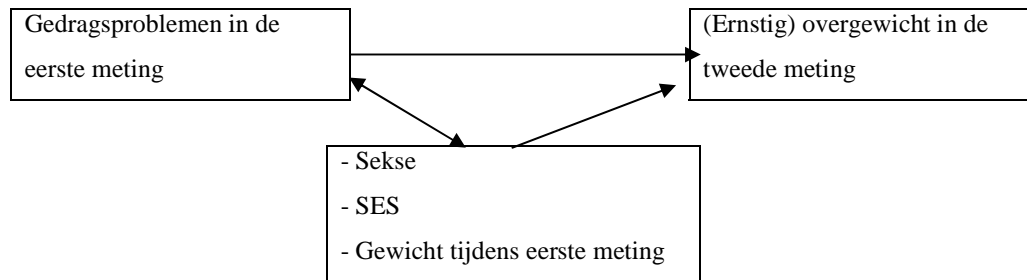 Gedragsproblemen in de
eerste meting
(Ernstig) overgewicht in de
tweede meting
- Sekse
- SES
- Gewicht tijdens eerste meting